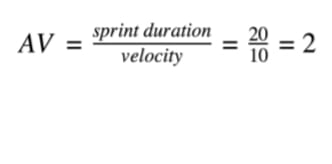 AV = sprint duration / velocity = 20 / 10 = 2